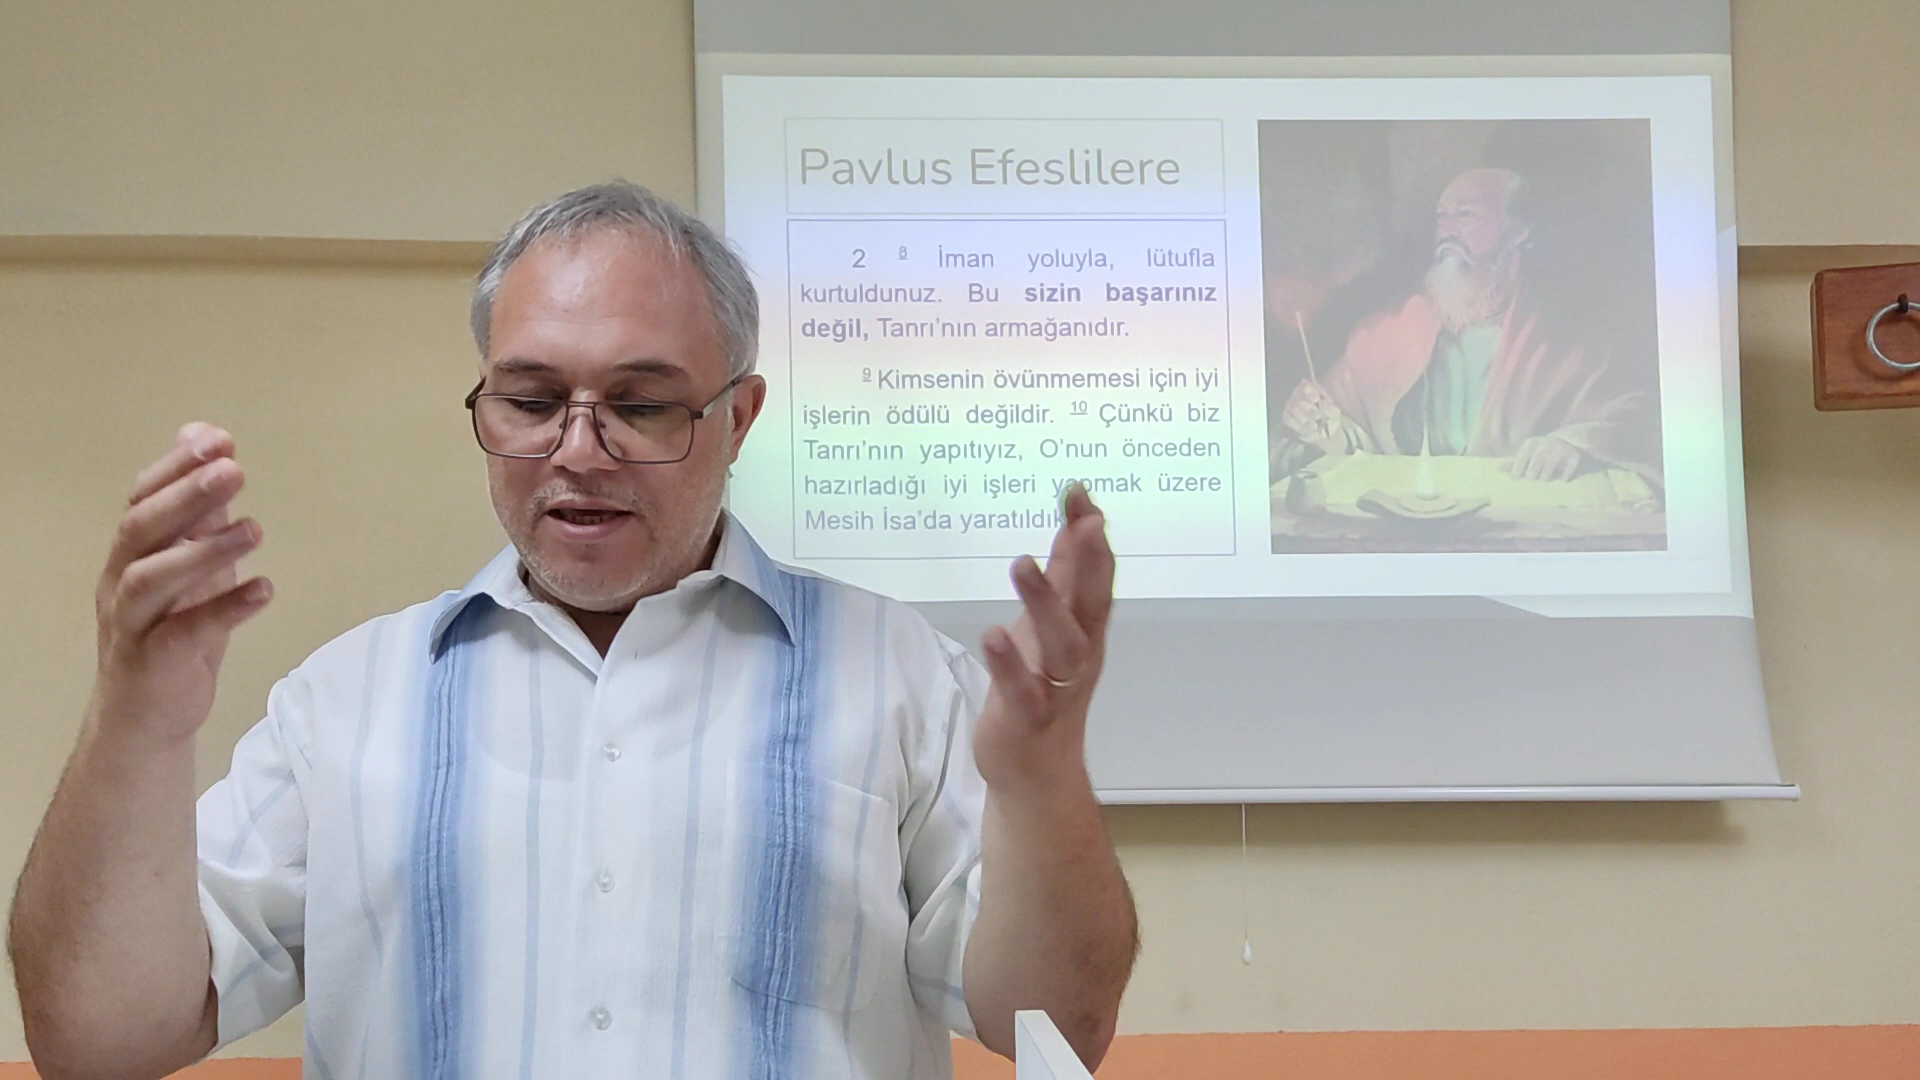 Pavlus Efeslilere
2 8 İman yoluyla, lütufla
kurtuldunuz. Bu sizin başarınız
değil, Tanrı'nın armağanıdır.
9 Kimsenin övünmemesi için iyi
işlerin ödülü değildir. 10 Çünkü biz
Tanrı'nın yapıtıyız, O'nun önceden
hazırladığı iyi işleri yapmak üzere
Mesih İsa'da yaratıldık